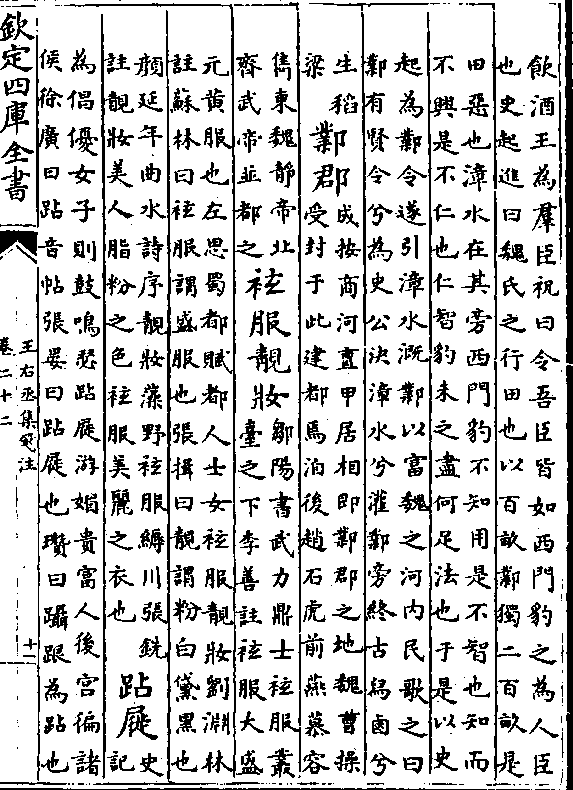 飲酒王為羣臣祝曰令吾臣皆如西門豹之為人臣
也史起進曰魏氏之行田也以百畝鄴獨二百畝是
田惡也漳水在其旁西門豹不知用是不智也知而
不興是不仁也仁智豹未之盡何足法也于是以史
起為鄴令遂引漳水溉鄴以富魏之河内民歌之曰
鄴有賢令兮為史公決漳水兮灌鄴旁終古舄鹵兮
生稻
梁
鄴郡
成按商河亶甲居相即鄴郡之地魏曹操
受封于此建都焉泊後趙石虎前燕慕容
雋東魏靜帝北
齊武帝並都之
袨服靚妝
鄒陽書武力鼎士袨服叢
臺之下李善註袨服大盛
元黄服也左思蜀都賦都人士女袨服靚妝劉淵林
註蘇林曰袨服謂盛服也張揖曰靚謂粉白黛黑也
顔延年曲水詩序靚妝藻野袨服縟川張銑
註靚妝美人脂粉之色袨服美麗之衣也
跕屣
史
記
為倡優女子則鼓鳴瑟跕屣游媚貴富人後宮徧諸
侯徐廣曰跕音帖張晏曰跕屣也瓚曰躡跟為跕也
欽定四庫全書
王右丞集箋注
卷二十二
十